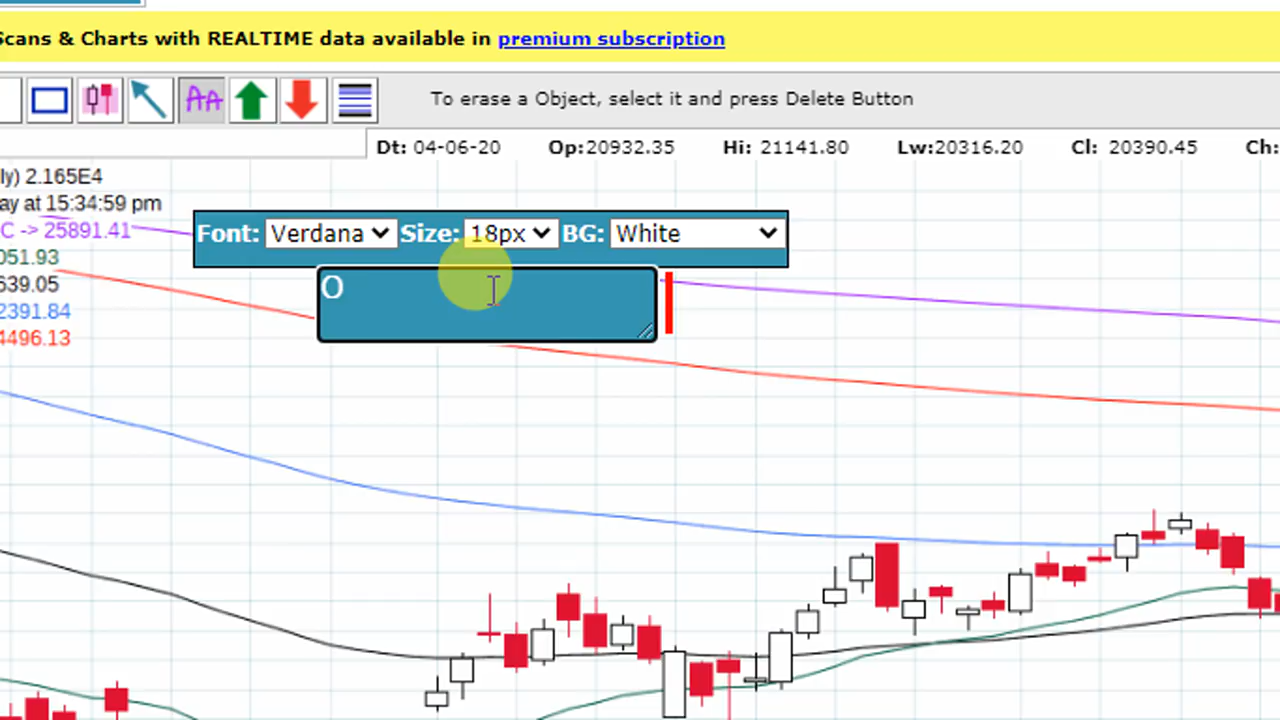 Scans & Charts with REALTIME data available in premium subscription
AA
To erase a Object, select it and press Delete Button
Dt: 04-06-20 Op:20932.35 Hi: 21141.80 Lw:20316.20 Cl: 20390.45 Ch:
ly) 2.165E4
ay at 15:34:59 pm
C -> 25891.41
051.93
639.05
2391.84
4496.13
Font: Verdana Size: 18px BG: White
O